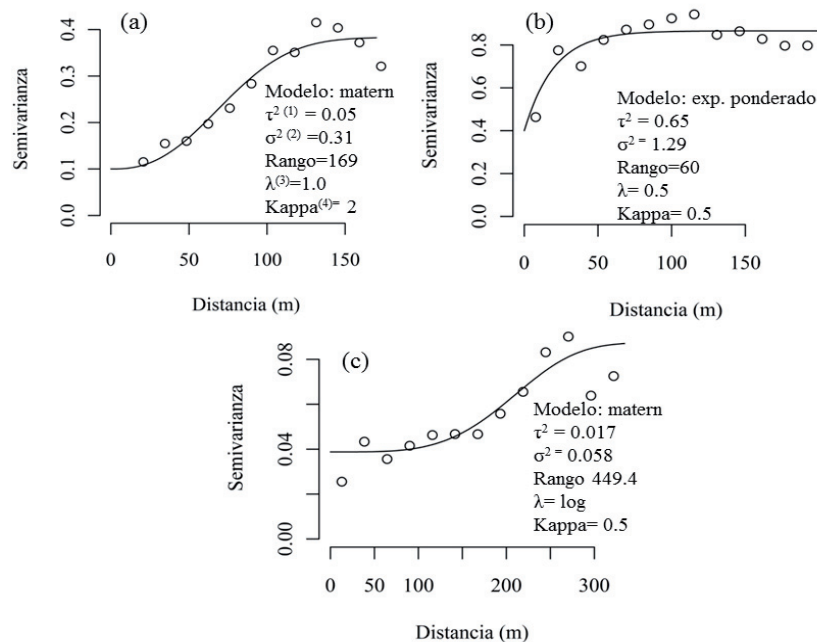 (a)
Semivarianza
0.4
0.3
0.2
0.1
0.0
Modelo: matern
τ² ⁽¹⁾ = 0.05
σ² ⁽²⁾ =0.31
Rango=169
λ⁽³⁾=1.0
Kappa⁽⁴⁾= 2
0 50 100 150
Distancia (m)
(b)
Semivarianza
0.8
0.6
0.4
0.2
0.0
Modelo: exp. ponderado
τ² = 0.65
σ² = 1.29
Rango=60
λ= 0.5
Kappa= 0.5
0 50 100 150
Distancia (m)
(c)
Semivarianza
0.08
0.04
0.00
Modelo: matern
τ² = 0.017
σ² = 0.058
Rango 449.4
λ= log
Kappa= 0.5
0 50 100 200 300
Distancia (m)